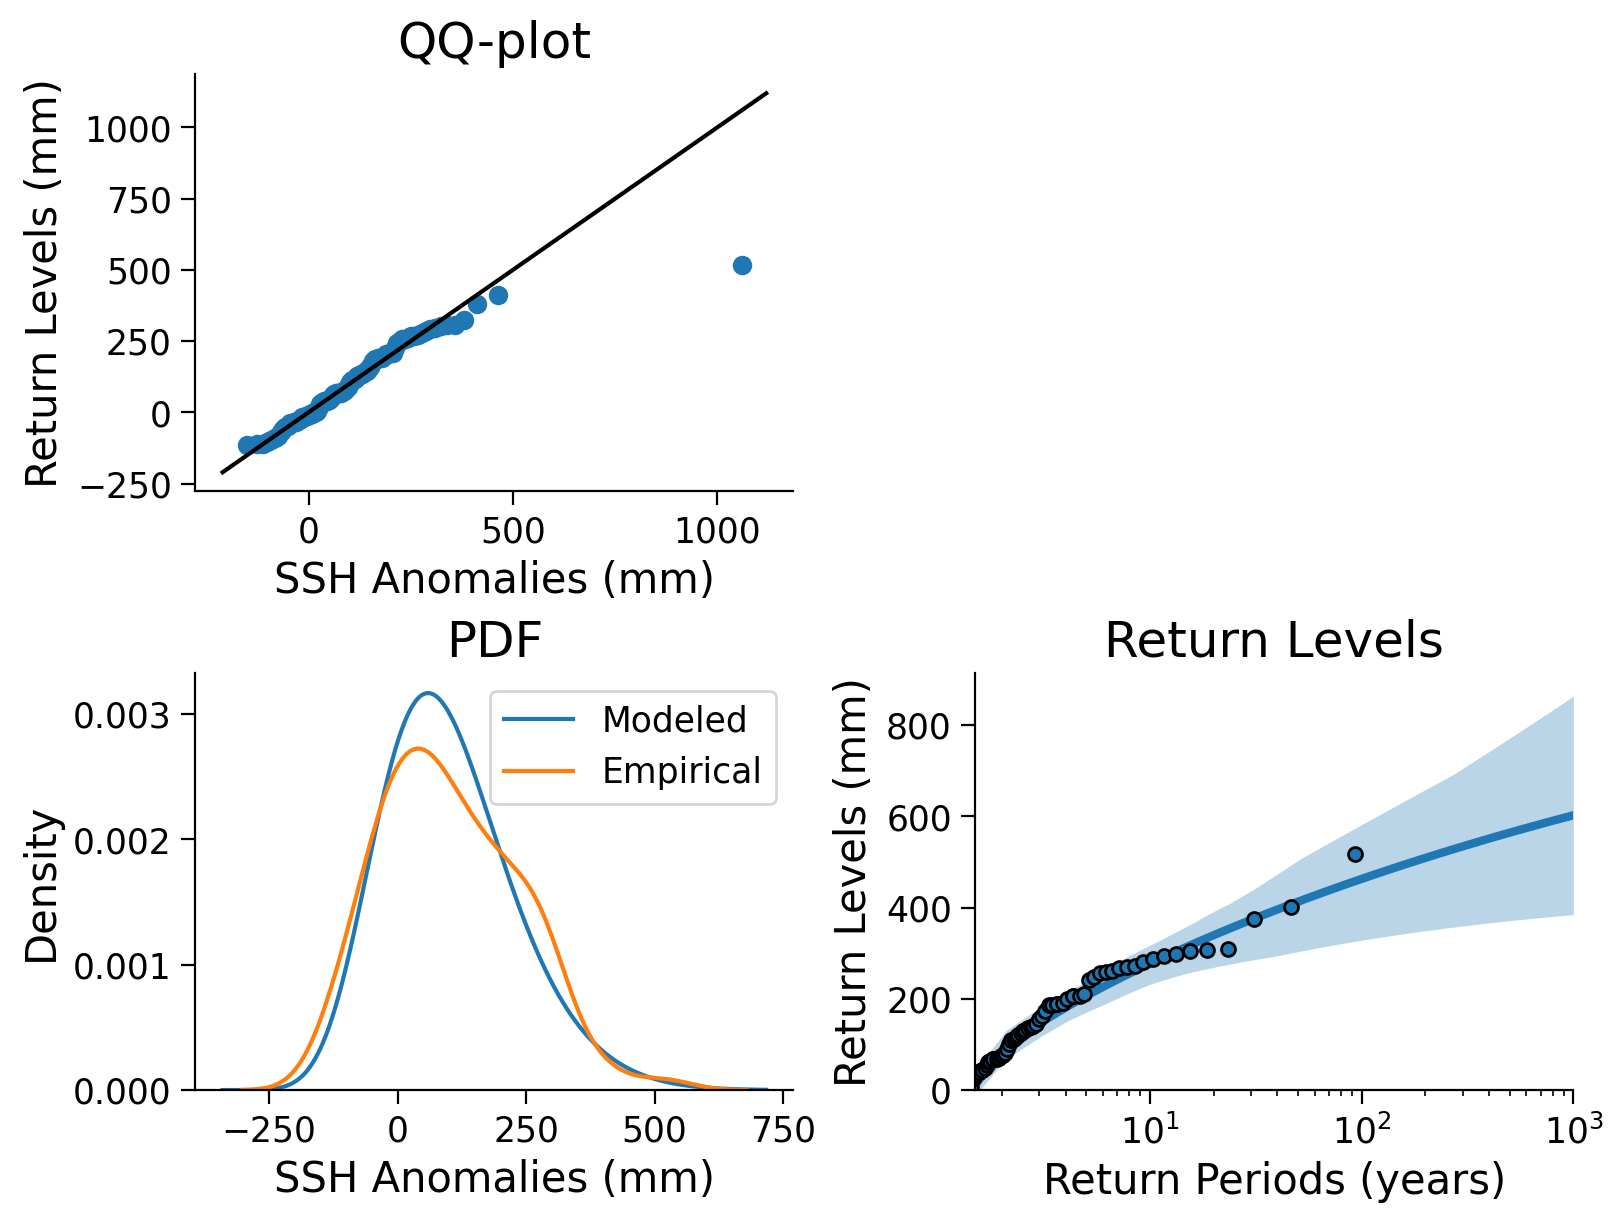 QQ-plot
Return Levels (mm)
1000
750
500
250
0
−250
0 500 1000
SSH Anomalies (mm)
PDF
Density
0.003
0.002
0.001
0.000
Modeled
Empirical
−250 0 250 500 750
SSH Anomalies (mm)
Return Levels
Return Levels (mm)
800
600
400
200
0
10¹ 10² 10³
Return Periods (years)